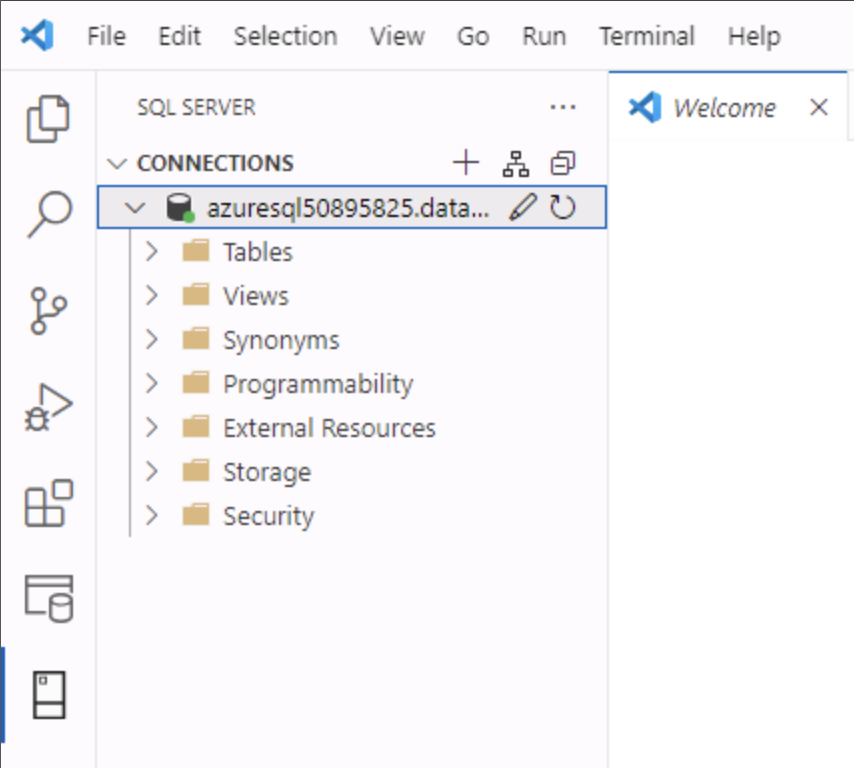 File Edit Selection View Go Run Terminal Help
SQL SERVER ...
Welcome
CONNECTIONS
azuresql50895825.data...
Tables
Views
Synonyms
Programmability
External Resources
Storage
Security